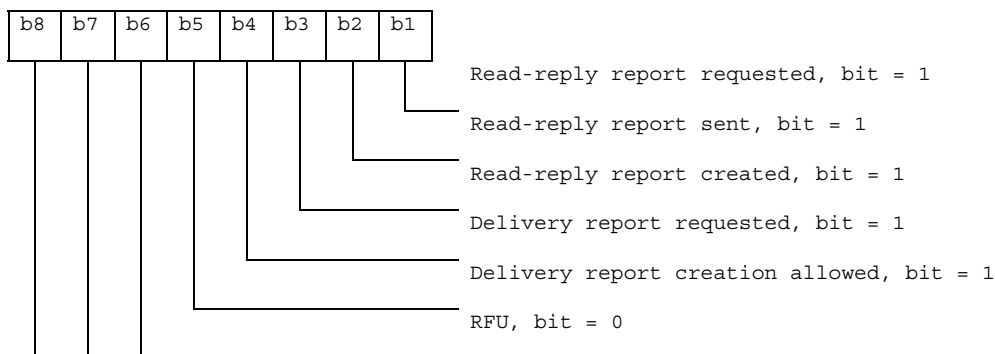 b8 b7 b6 b5 b4 b3 b2 b1
Read-reply report requested, bit = 1
Read-reply report sent, bit = 1
Read-reply report created, bit = 1
Delivery report requested, bit = 1
Delivery report creation allowed, bit = 1
RFU, bit = 0